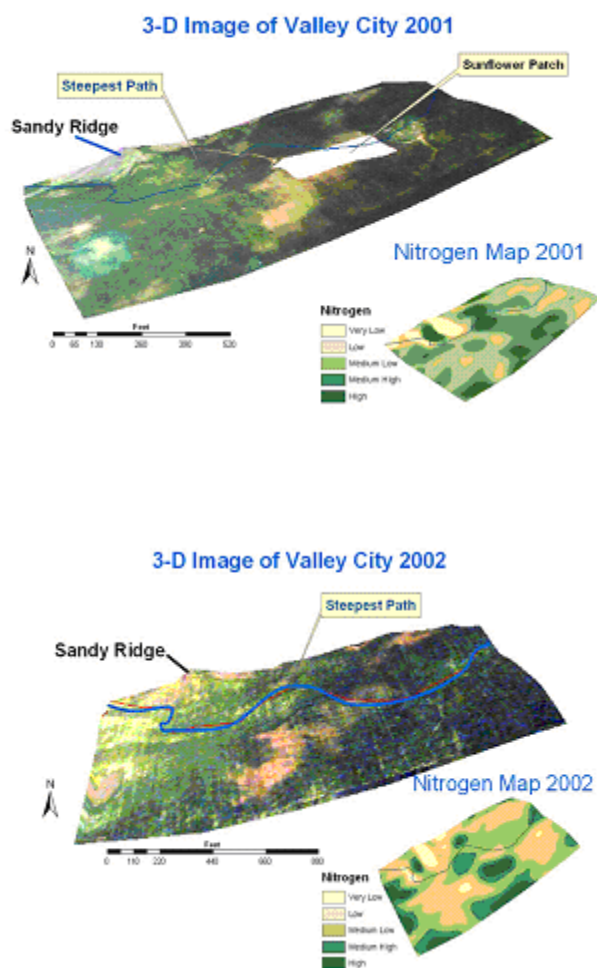 3-D Image of Valley City 2001
Sunflower Patch
Steepest Path
Sandy Ridge
N
Nitrogen Map 2001
Feet
0 65 130 260 390 520
Nitrogen
Very Low
Low
Medium Low
Medium High
High
3-D Image of Valley City 2002
Steepest Path
Sandy Ridge
N
Nitrogen Map 2002
Feet
0 110 220 440 660 880
Nitrogen
Very Low
Low
Medium Low
Medium High
High